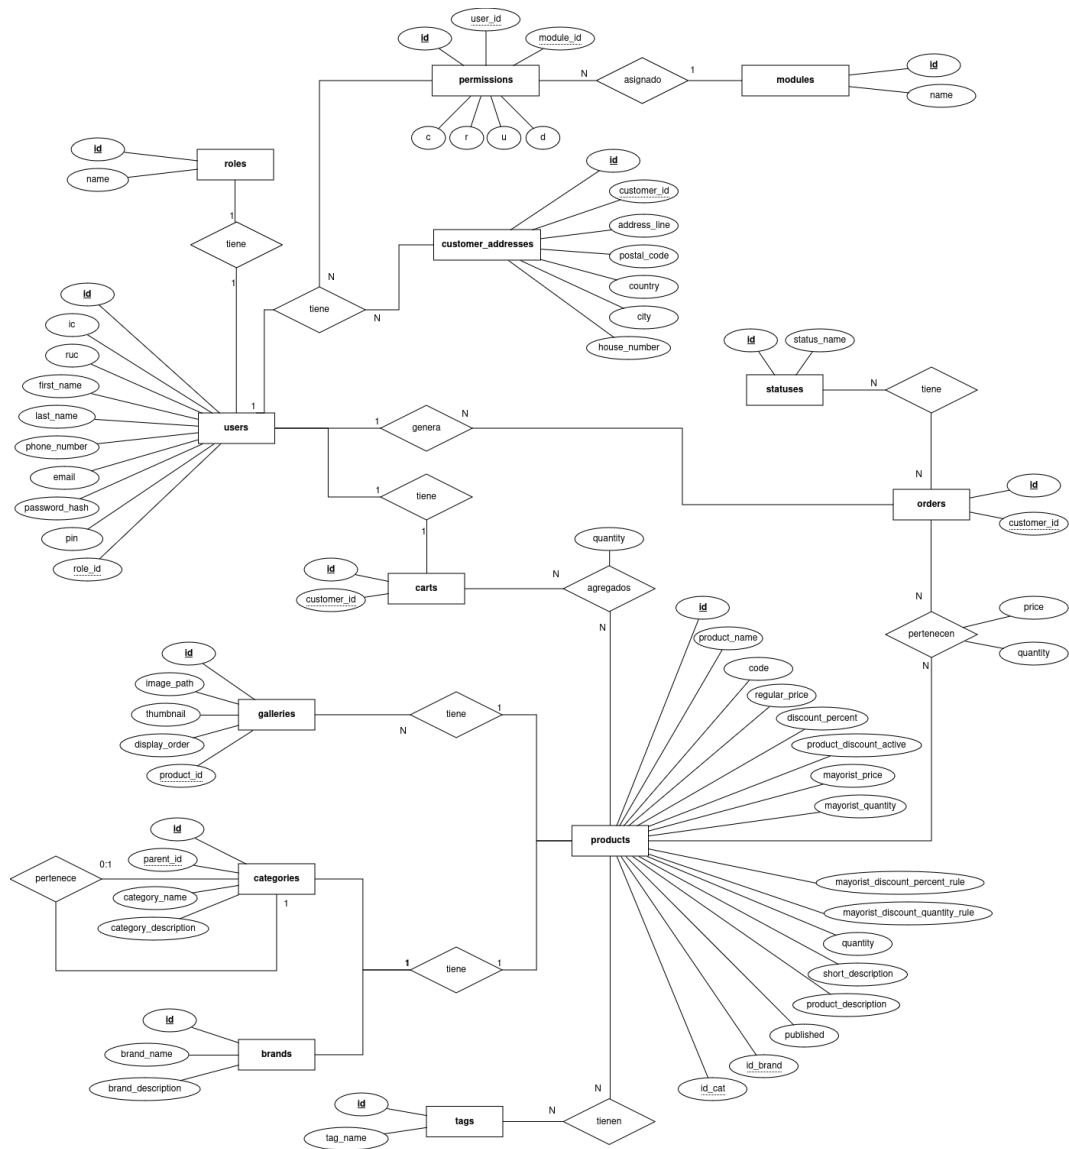 user_id
id
module_id
permissions
N
asignado
1
modules
id
name
c
r
u
d
id
name
roles
1
tiene
1
id
customer_id
address_line
postal_code
country
city
house_number
customer_addresses
N
tiene
N
1
id
ic
ruc
first_name
last_name
phone_number
email
password_hash
pin
role_id
users
1
genera
N
id
status_name
statuses
N
tiene
N
orders
id
customer_id
1
tiene
1
id
customer_id
carts
quantity
N
agregados
N
N
pertenecen
N
price
quantity
id
image_path
thumbnail
display_order
product_id
galleries
N
tiene
1
id
product_name
code
regular_price
discount_percent
product_discount_active
mayorist_price
mayorist_quantity
products
mayorist_discount_percent_rule
mayorist_discount_quantity_rule
quantity
short_description
product_description
published
id_brand
id_cat
id
parent_id
category_name
category_description
categories
pertenece
0:1
1
1
tiene
1
id
brand_name
brand_description
brands
id
tag_name
tags
N
tienen
N